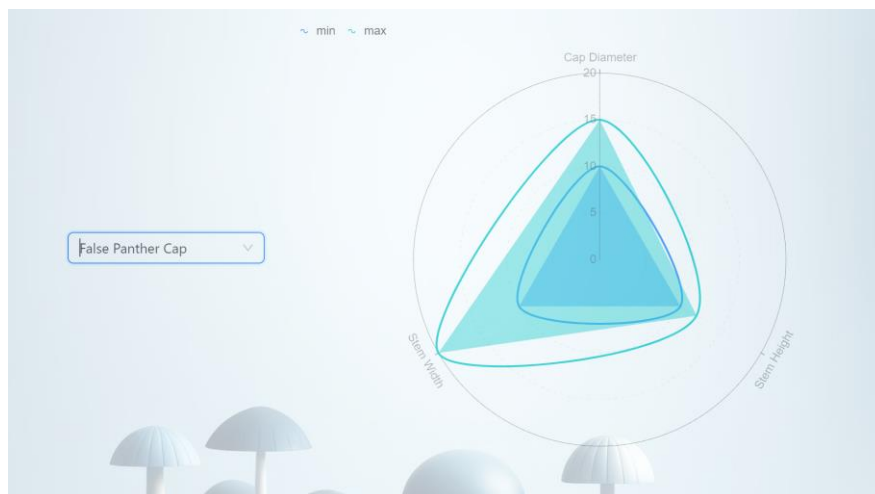 min max
Cap Diameter
20
15
10
5
0
False Panther Cap
Stem Width
Stem Height